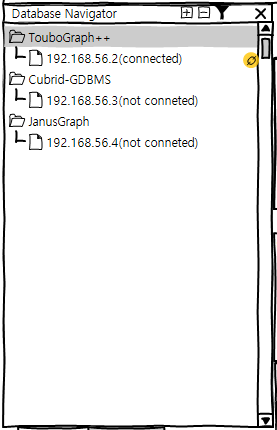 Database Navigator
TouboGraph++
192.168.56.2(connected)
Cubrid-GDBMS
192.168.56.3(not conneted)
JanusGraph
192.168.56.4(not conneted)